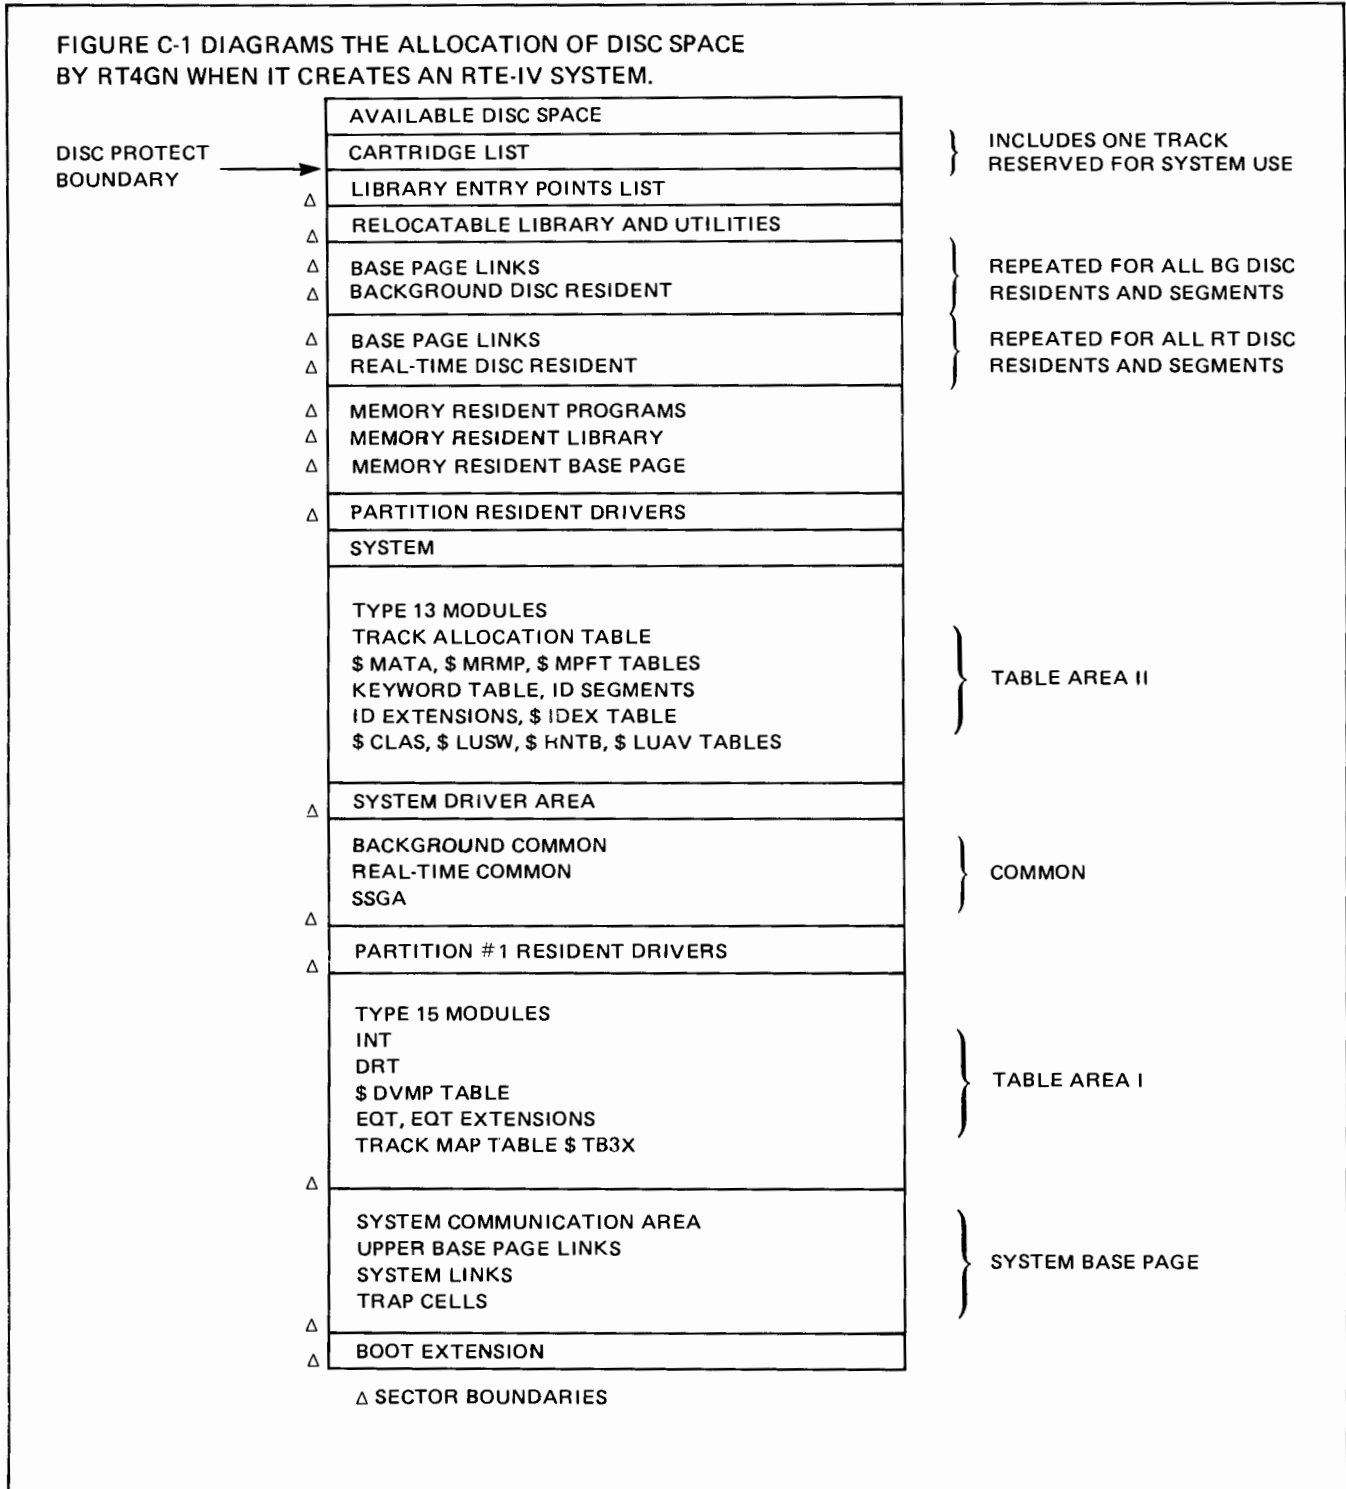 FIGURE C-1 DIAGRAMS THE ALLOCATION OF DISC SPACE
BY RT4GN WHEN IT CREATES AN RTE-IV SYSTEM.
AVAILABLE DISC SPACE
DISC PROTECT
BOUNDARY
CARTRIDGE LIST
INCLUDES ONE TRACK
RESERVED FOR SYSTEM USE
Δ LIBRARY ENTRY POINTS LIST
Δ RELOCATABLE LIBRARY AND UTILITIES
Δ BASE PAGE LINKS
Δ BACKGROUND DISC RESIDENT
REPEATED FOR ALL BG DISC
RESIDENTS AND SEGMENTS
Δ BASE PAGE LINKS
Δ REAL-TIME DISC RESIDENT
REPEATED FOR ALL RT DISC
RESIDENTS AND SEGMENTS
Δ MEMORY RESIDENT PROGRAMS
Δ MEMORY RESIDENT LIBRARY
Δ MEMORY RESIDENT BASE PAGE
Δ PARTITION RESIDENT DRIVERS
SYSTEM
TYPE 13 MODULES
TRACK ALLOCATION TABLE
$ MATA, $ MRMP, $ MPFT TABLES
KEYWORD TABLE, ID SEGMENTS
ID EXTENSIONS, $ IDEX TABLE
$ CLAS, $ LUSW, $ RNTB, $ LUAV TABLES
TABLE AREA II
Δ SYSTEM DRIVER AREA
BACKGROUND COMMON
REAL-TIME COMMON
SSGA
Δ
COMMON
PARTITION #1 RESIDENT DRIVERS
Δ
TYPE 15 MODULES
INT
DRT
$ DVMP TABLE
EQT, EQT EXTENSIONS
TRACK MAP TABLE $ TB3X
Δ
TABLE AREA I
SYSTEM COMMUNICATION AREA
UPPER BASE PAGE LINKS
SYSTEM LINKS
TRAP CELLS
Δ
SYSTEM BASE PAGE
Δ BOOT EXTENSION
Δ SECTOR BOUNDARIES